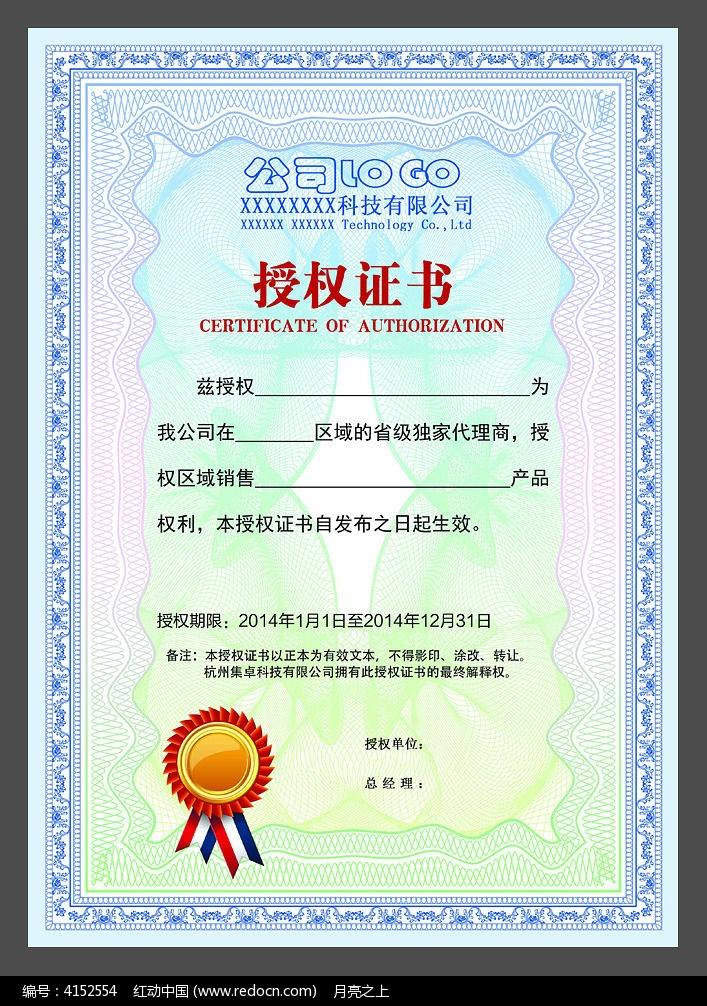 公司LOGO
XXXXXXXX科技有限公司
XXXXXX XXXXXX Technology Co.,Ltd
授权证书
CERTIFICATE OF AUTHORIZATION
兹授权____________________________为
我公司在________区域的省级独家代理商，授
权区域销售__________________________产品
权利，本授权证书自发布之日起生效。
授权期限：2014年1月1日至2014年12月31日
备注：本授权证书以正本为有效文本，不得影印、涂改、转让。
杭州集卓科技有限公司拥有此授权证书的最终解释权。
授权单位：
总 经 理 ：
编号：4152554 红动中国 (www.redocn.com) 月亮之上